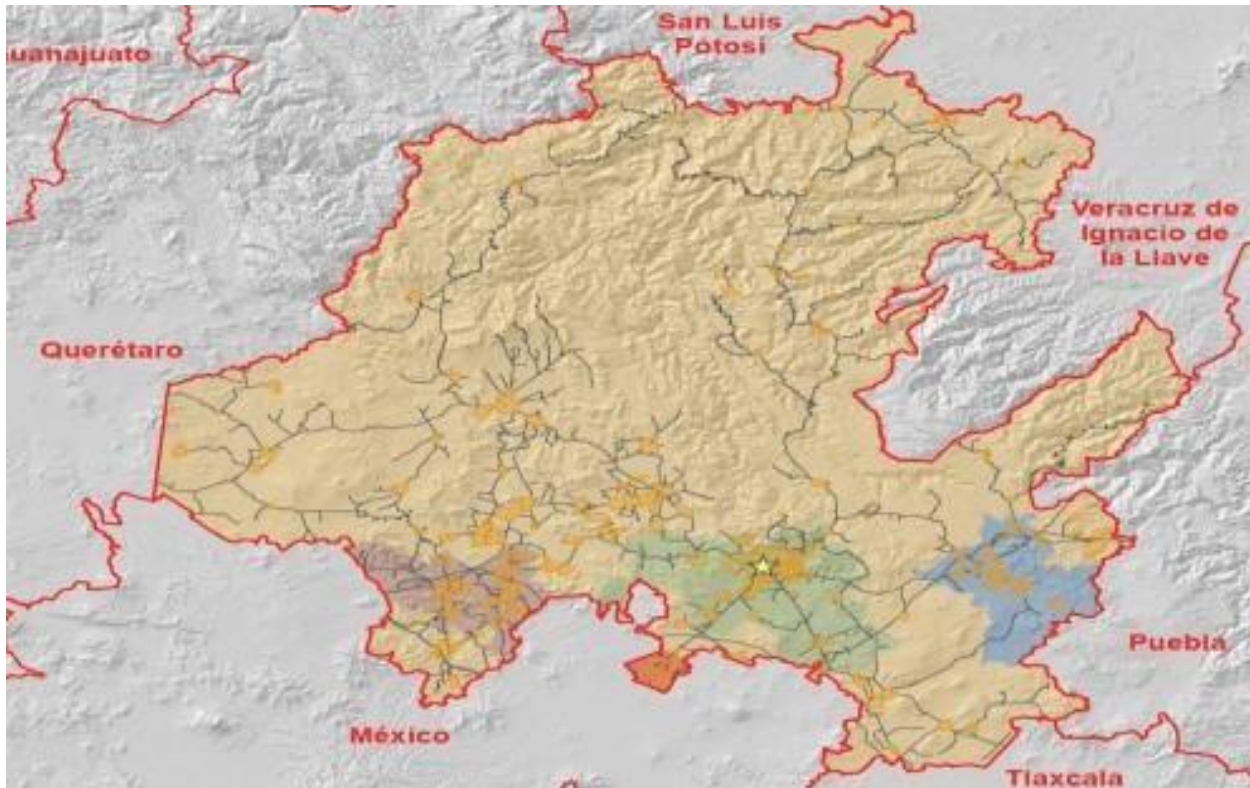 San Luis
Potosí
uanajuato
Veracruz de
Ignacio de
la Llave
Querétaro
Puebla
México
Tlaxcala